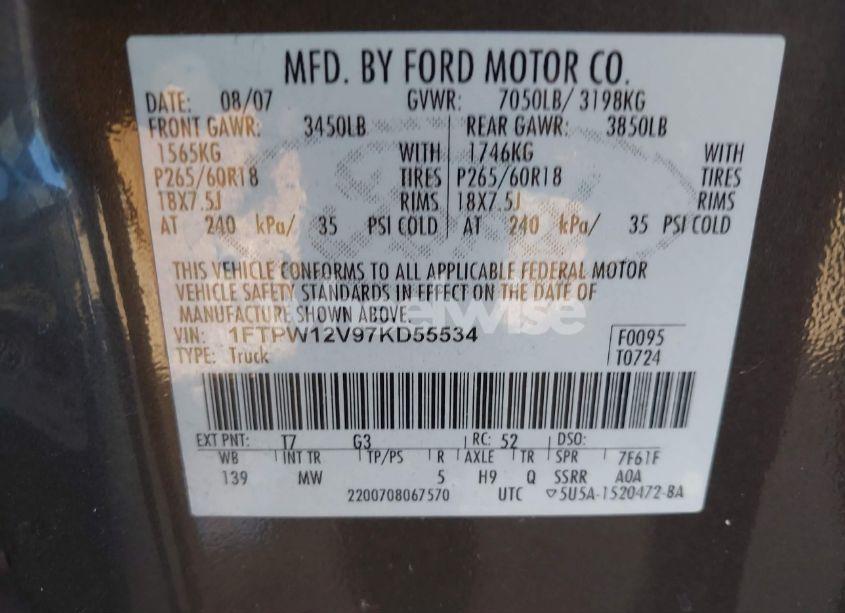 MFD. BY FORD MOTOR CO.
DATE: 08/07 GVWR: 7050LB/ 3198KG
FRONT GAWR: 3450LB REAR GAWR: 3850LB
1565KG WITH 1746KG WITH
P265/60R18 TIRES P265/60R18 TIRES
18X7.5J RIMS 18X7.5J RIMS
AT 240 kPa/ 35 PSI COLD AT 240 kPa/ 35 PSI COLD
THIS VEHICLE CONFORMS TO ALL APPLICABLE FEDERAL MOTOR
VEHICLE SAFETY STANDARDS IN EFFECT ON THE DATE OF
MANUFACTURE SHOWN ABOVE.
VIN: 1FTPW12V97KD55534 F0095
TYPE: Truck T0724
EXT PNT: T7 G3 RC: 52 DSO:
WB INT TR TP/PS R AXLE TR SPR 7F61F
139 MW 5 H9 Q SSRR A0A
2200708067570 UTC ▽5U5A-1520472-BA